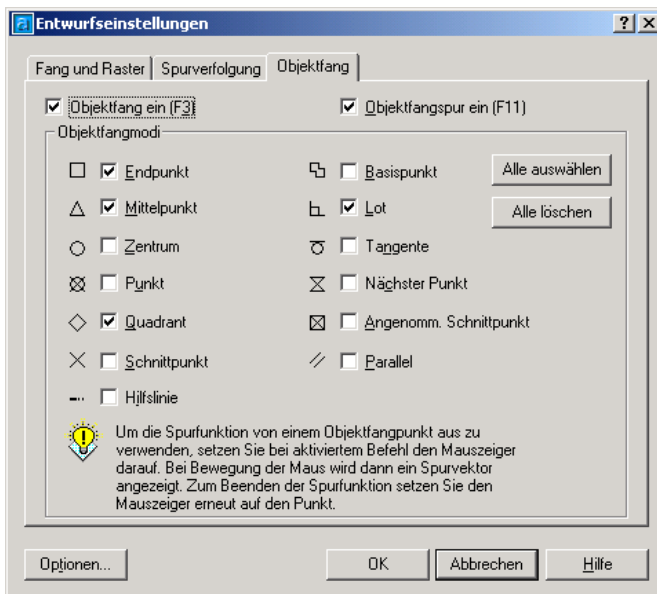 Entwurfseinstellungen
Fang und Raster Spurverfolgung Objektfang
Objektfang ein (F3) Objektfangspur ein (F11)
Objektfangmodi
Endpunkt Basispunkt Alle auswählen
Mittelpunkt Lot Alle löschen
Zentrum Tangente
Punkt Nächster Punkt
Quadrant Angenomm. Schnittpunkt
Schnittpunkt Parallel
Hilfslinie
Um die Spurfunktion von einem Objektfangpunkt aus zu
verwenden, setzen Sie bei aktiviertem Befehl den Mauszeiger
darauf. Bei Bewegung der Maus wird dann ein Spurvektor
angezeigt. Zum Beenden der Spurfunktion setzen Sie den
Mauszeiger erneut auf den Punkt.
Optionen... OK Abbrechen Hilfe